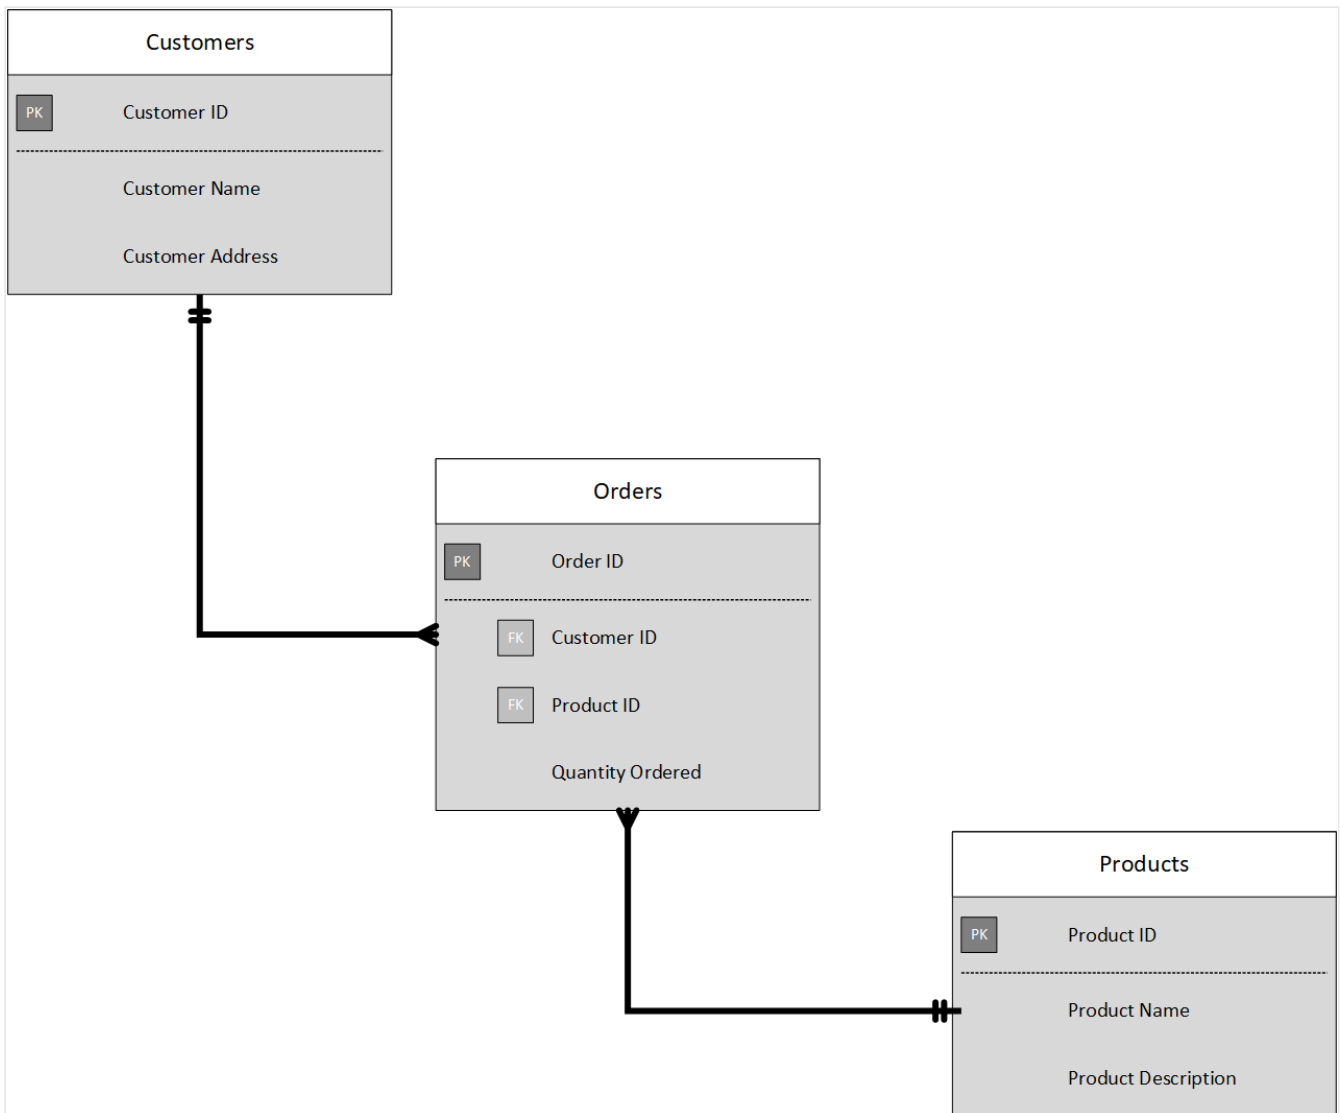 Customers
PK Customer ID
Customer Name
Customer Address
Orders
PK Order ID
FK Customer ID
FK Product ID
Quantity Ordered
Products
PK Product ID
Product Name
Product Description